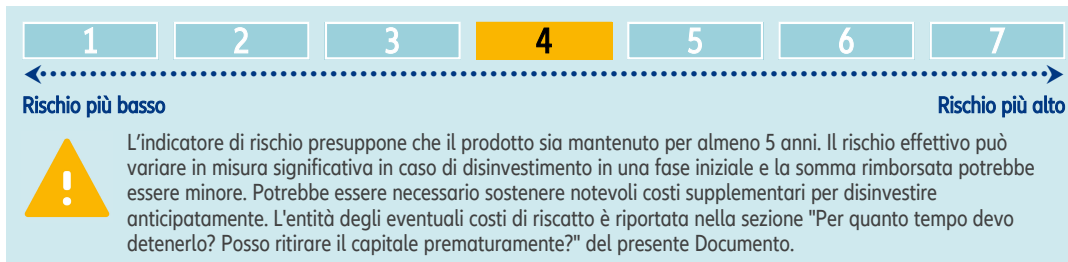 1 2 3 4 5 6 7
Rischio più basso Rischio più alto
L’indicatore di rischio presuppone che il prodotto sia mantenuto per almeno 5 anni. Il rischio effettivo può
variare in misura significativa in caso di disinvestimento in una fase iniziale e la somma rimborsata potrebbe
essere minore. Potrebbe essere necessario sostenere notevoli costi supplementari per disinvestire
anticipatamente. L'entità degli eventuali costi di riscatto è riportata nella sezione "Per quanto tempo devo
detenerlo? Posso ritirare il capitale prematuramente?" del presente Documento.